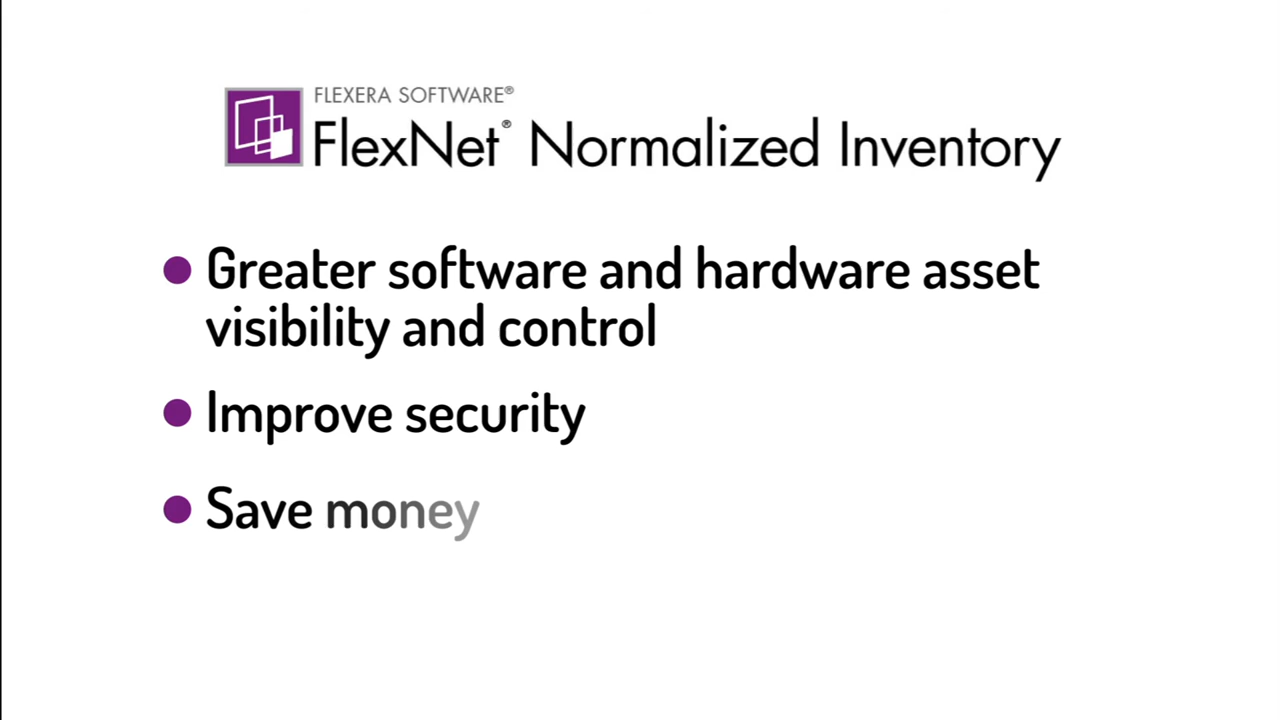 FLEXERA SOFTWARE®
FlexNet® Normalized Inventory
● Greater software and hardware asset
visibility and control
● Improve security
● Save money